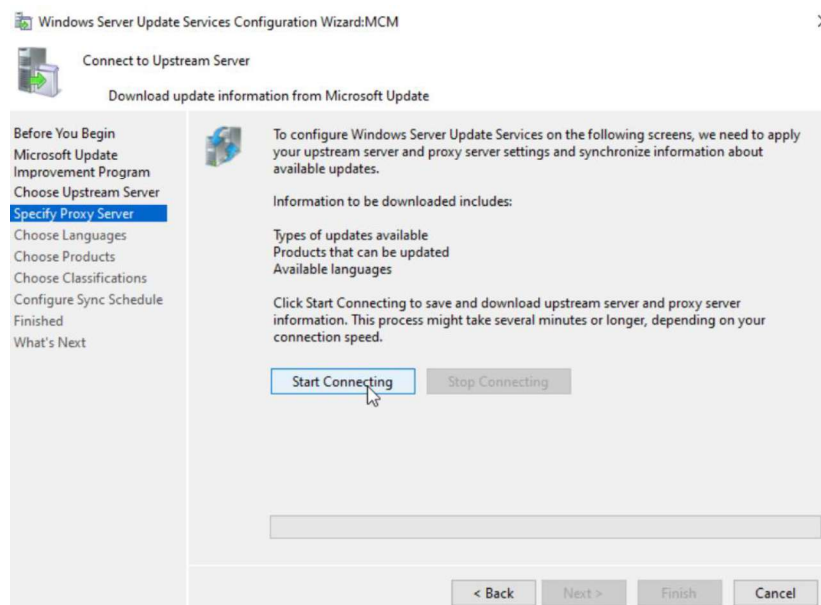 Windows Server Update Services Configuration Wizard:MCM
Connect to Upstream Server
Download update information from Microsoft Update
Before You Begin
Microsoft Update
Improvement Program
Choose Upstream Server
Specify Proxy Server
Choose Languages
Choose Products
Choose Classifications
Configure Sync Schedule
Finished
What's Next
To configure Windows Server Update Services on the following screens, we need to apply
your upstream server and proxy server settings and synchronize information about
available updates.
Information to be downloaded includes:
Types of updates available
Products that can be updated
Available languages
Click Start Connecting to save and download upstream server and proxy server
information. This process might take several minutes or longer, depending on your
connection speed.
Start Connecting
Stop Connecting
< Back
Next >
Finish
Cancel